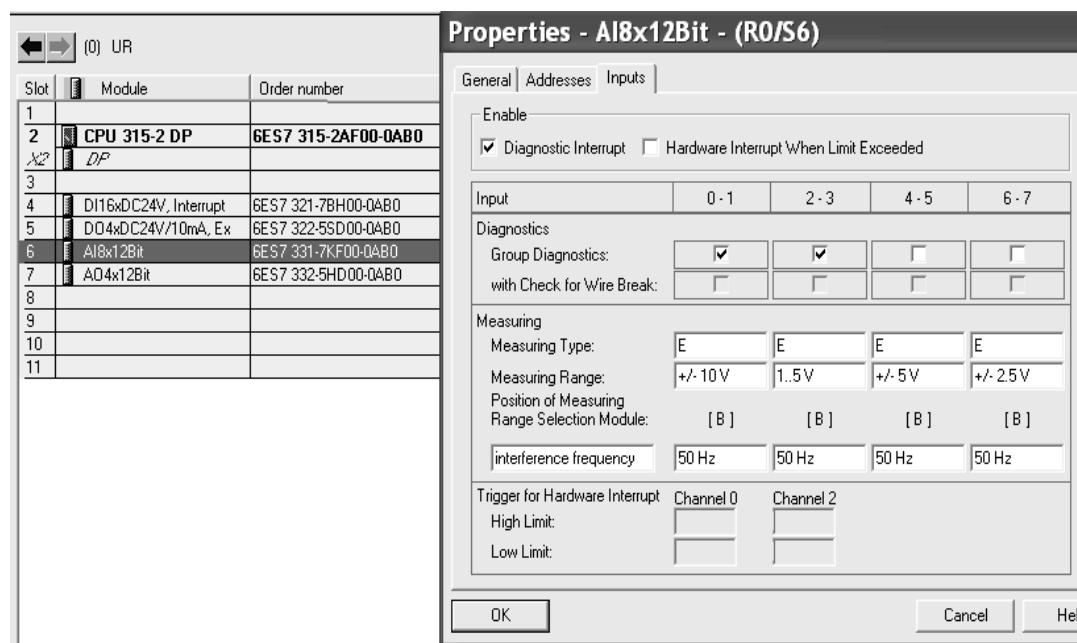 (0) UR
Slot Module Order number
1
2 CPU 315-2 DP 6ES7 315-2AF00-0AB0
X2 DP
3
4 DI16xDC24V, Interrupt 6ES7 321-7BH00-0AB0
5 DO4xDC24V/10mA, Ex 6ES7 322-5SD00-0AB0
6 AI8x12Bit 6ES7 331-7KF00-0AB0
7 AO4x12Bit 6ES7 332-5HD00-0AB0
8
9
10
11
Properties - AI8x12Bit - (R0/S6)
General Addresses Inputs
Enable
Diagnostic Interrupt Hardware Interrupt When Limit Exceeded
Input 0 - 1 2 - 3 4 - 5 6 - 7
Diagnostics
Group Diagnostics:
with Check for Wire Break:
Measuring
Measuring Type: E E E E
Measuring Range: +/- 10 V 1..5 V +/- 5 V +/- 2.5 V
Position of Measuring
Range Selection Module: [ B ] [ B ] [ B ] [ B ]
interference frequency 50 Hz 50 Hz 50 Hz 50 Hz
Trigger for Hardware Interrupt Channel 0 Channel 2
High Limit:
Low Limit:
OK Cancel Hel